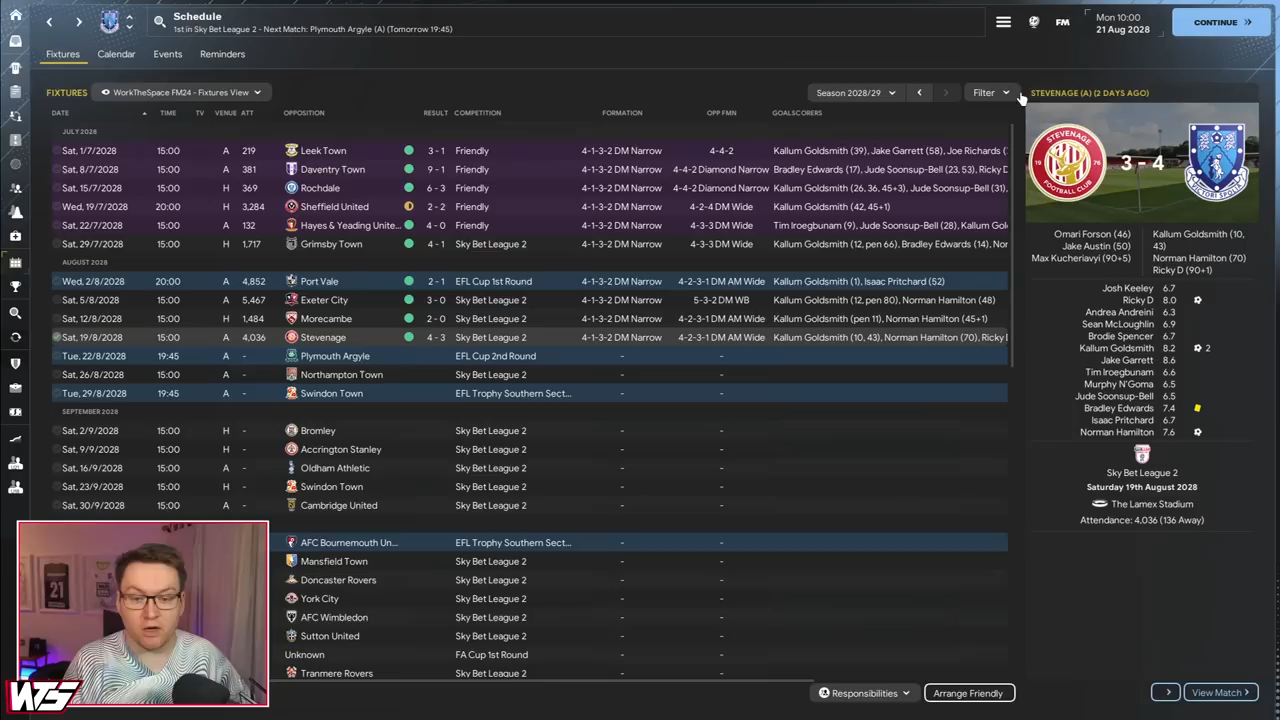 Schedule
1st in Sky Bet League 2 - Next Match: Plymouth Argyle (A) (Tomorrow 19:45)
FM
Mon 10:00
21 Aug 2028
CONTINUE
Fixtures Calendar Events Reminders
FIXTURES WorkTheSpace FM24 - Fixtures View Season 2028/29 Filter
DATE TIME TV VENUE ATT OPPOSITION RESULT COMPETITION FORMATION OPP FMN GOALSCORERS
JULY 2028
Sat, 1/7/2028 15:00 A 219 Leek Town 3 - 1 Friendly 4-1-3-2 DM Narrow 4-4-2 Kallum Goldsmith (39), Jake Garrett (58), Joe Richards (
Sat, 8/7/2028 15:00 A 381 Daventry Town 9 - 0 Friendly 4-1-3-2 DM Narrow 4-4-2 Diamond Narrow Bradley Edwards (17), Jude Soonsup-Bell (23, 53), Ricky D
Sat, 15/7/2028 15:00 H 369 Rochdale 6 - 3 Friendly 4-1-3-2 DM Narrow 4-4-2 Diamond Narrow Kallum Goldsmith (26, 36, 45+3), Jude Soonsup-Bell (31),
Wed, 19/7/2028 20:00 H 3,284 Sheffield United 2 - 2 Friendly 4-1-3-2 DM Narrow 4-2-4 DM Wide Kallum Goldsmith (42, 45+1)
Sat, 22/7/2028 15:00 A 132 Hayes & Yeading Unite... 4 - 0 Friendly 4-1-3-2 DM Narrow 4-3-3 DM Wide Tim Iroegbunam (9), Jude Soonsup-Bell (28), Kallum Gol
Sat, 29/7/2028 15:00 H 1,717 Grimsby Town 4 - 1 Sky Bet League 2 4-1-3-2 DM Narrow 4-3-3 DM Wide Kallum Goldsmith (12, pen 66), Bradley Edwards (14), Nor
AUGUST 2028
Wed, 2/8/2028 20:00 A 4,852 Port Vale 2 - 1 EFL Cup 1st Round 4-1-3-2 DM Narrow 4-2-3-1 DM AM Wide Kallum Goldsmith (1), Isaac Pritchard (52)
Sat, 5/8/2028 15:00 A 5,467 Exeter City 3 - 0 Sky Bet League 2 4-1-3-2 DM Narrow 5-3-2 DM WB Kallum Goldsmith (12, pen 80), Norman Hamilton (48)
Sat, 12/8/2028 15:00 H 1,484 Morecambe 2 - 0 Sky Bet League 2 4-1-3-2 DM Narrow 4-2-3-1 DM AM Wide Kallum Goldsmith (pen 11), Norman Hamilton (45+1)
Sat, 19/8/2028 15:00 A 4,036 Stevenage 4 - 3 Sky Bet League 2 4-1-3-2 DM Narrow 4-2-3-1 DM AM Wide Kallum Goldsmith (10, 43), Norman Hamilton (70), Ricky D
Tue, 22/8/2028 19:45 A - Plymouth Argyle EFL Cup 2nd Round - -
Sat, 26/8/2028 15:00 A - Northampton Town Sky Bet League 2 - -
Tue, 29/8/2028 19:45 A - Swindon Town EFL Trophy Southern Sect... - -
SEPTEMBER 2028
Sat, 2/9/2028 15:00 H - Bromley Sky Bet League 2 - -
Sat, 9/9/2028 15:00 H - Accrington Stanley Sky Bet League 2 - -
Sat, 16/9/2028 15:00 A - Oldham Athletic Sky Bet League 2 - -
Sat, 23/9/2028 15:00 H - Swindon Town Sky Bet League 2 - -
Sat, 30/9/2028 15:00 A - Cambridge United Sky Bet League 2 - -
AFC Bournemouth Un... EFL Trophy Southern Sect... - -
Mansfield Town Sky Bet League 2 - -
Doncaster Rovers Sky Bet League 2 - -
York City Sky Bet League 2 - -
AFC Wimbledon Sky Bet League 2 - -
Sutton United Sky Bet League 2 - -
Unknown FA Cup 1st Round - -
Tranmere Rovers Sky Bet League 2 - -
Responsibilities Arrange Friendly
STEVENAGE (A) (2 DAYS AGO)
3 - 4
Omari Forson (46)
Jake Austin (50)
Max Kucheriavyi (90+5)
Kallum Goldsmith (10,
43)
Norman Hamilton (70)
Ricky D (90+1)
Josh Keeley 6.7
Ricky D 8.0
Andrea Andreini 6.3
Sean McLoughlin 6.9
Brodie Spencer 6.7
Kallum Goldsmith 8.2 2
Jake Garrett 8.6
Tim Iroegbunam 6.6
Murphy N'Goma 6.5
Jude Soonsup-Bell 6.5
Bradley Edwards 7.4
Isaac Pritchard 6.7
Norman Hamilton 7.6
Sky Bet League 2
Saturday 19th August 2028
The Lamex Stadium
Attendance: 4,036 (136 Away)
View Match
21
WTS